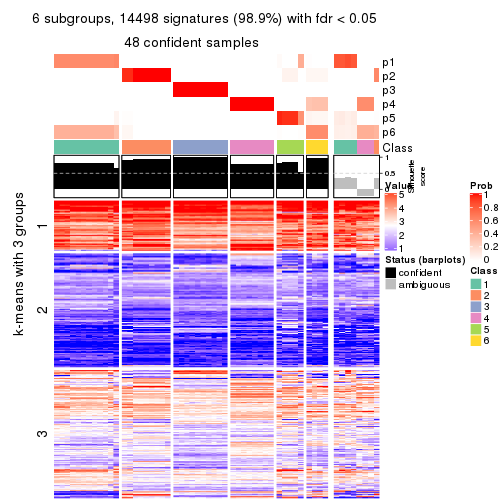 6 subgroups, 14498 signatures (98.9%) with fdr < 0.05
48 confident samples
p1
p2
p3
p4
p5
p6
Class
1
0.5
0
Silhouette
score
k-means with 3 groups
1
2
3
Value
5
4
3
2
1
Status (barplots)
confident
ambiguous
Prob
1
0.8
0.6
0.4
0.2
0
Class
1
2
3
4
5
6